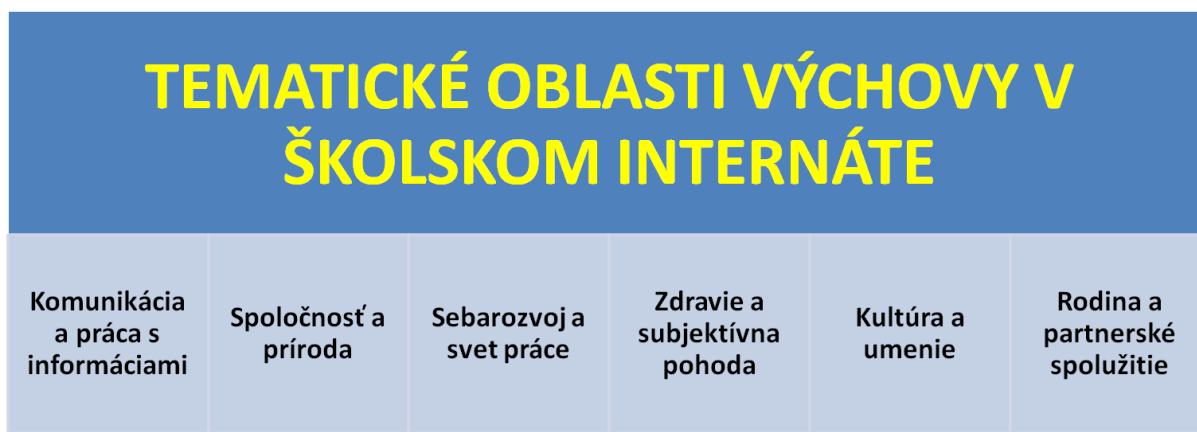 TEMATICKÉ OBLASTI VÝCHOVY V
ŠKOLSKOM INTERNÁTE
Komunikácia
a práca s
informáciami
Spoločnosť a
príroda
Sebarozvoj a
svet práce
Zdravie a
subjektívna
pohoda
Kultúra a
umenie
Rodina a
partnerské
spolužitie